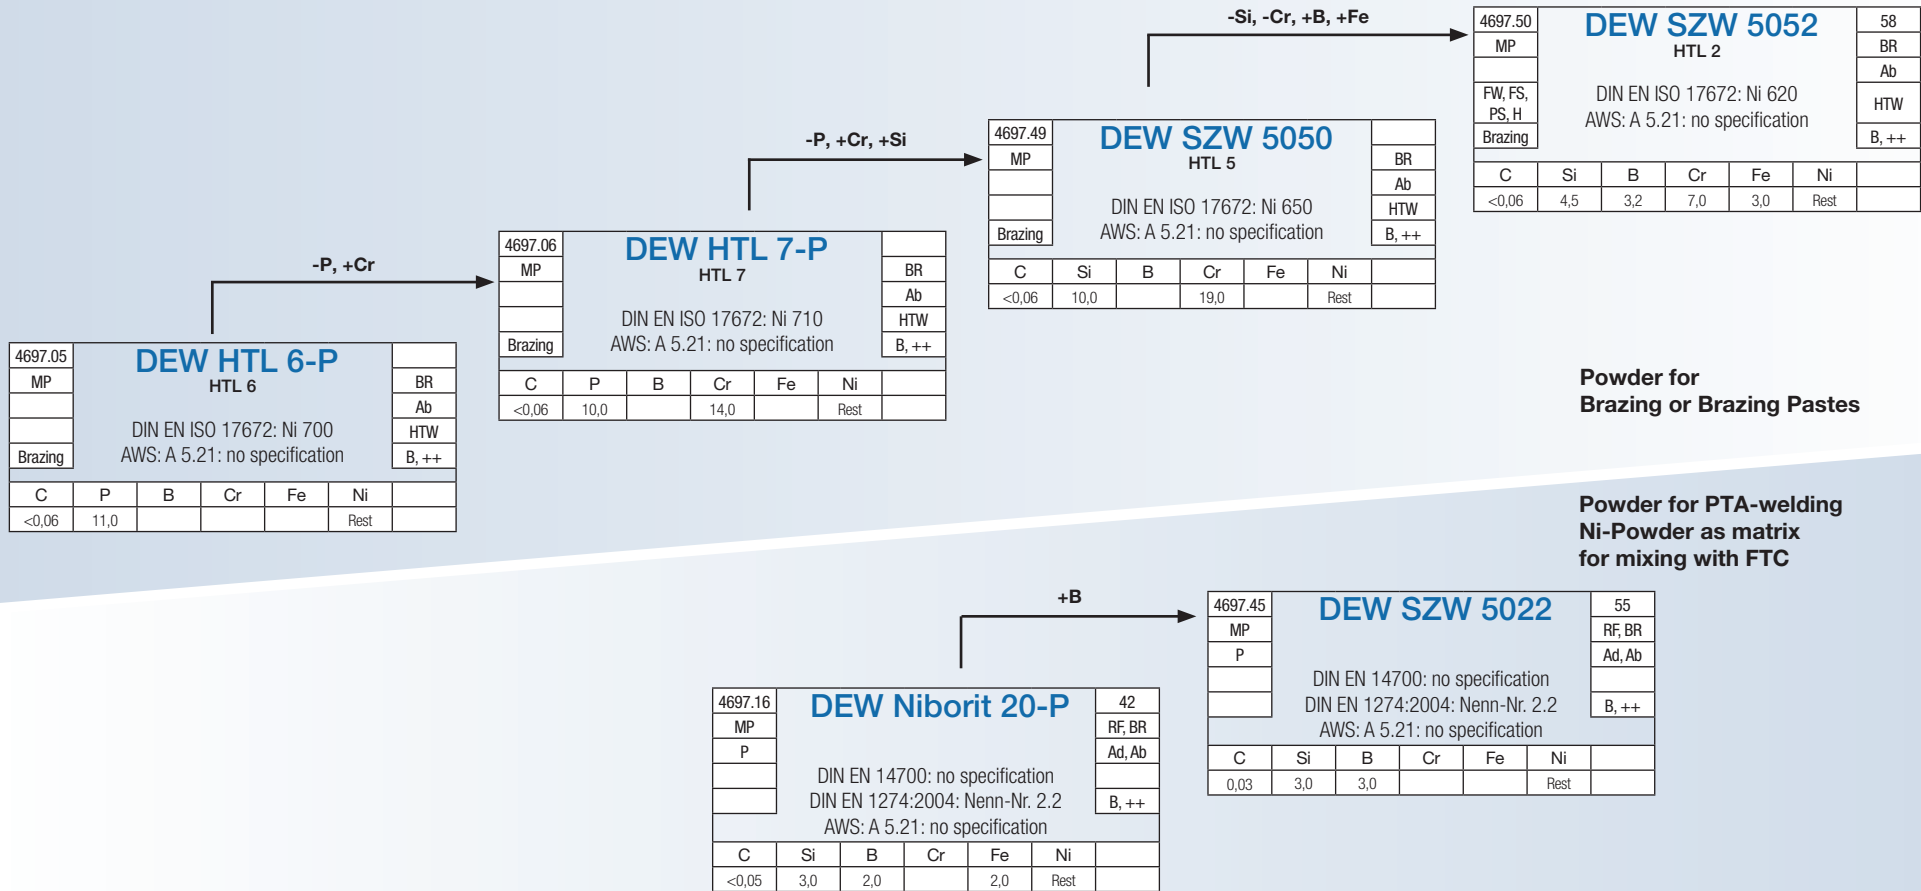 -Si, -Cr, +B, +Fe
4697.50
DEW SZW 5052
58
MP
HTL 2
BR
Ab
FW, FS,
PS, H
DIN EN ISO 17672: Ni 620
HTW
AWS: A 5.21: no specification
Brazing
B, ++
C Si B Cr Fe Ni
<0,06 4,5 3,2 7,0 3,0 Rest
-P, +Cr, +Si
4697.49
DEW SZW 5050
MP
HTL 5
BR
Ab
DIN EN ISO 17672: Ni 650
HTW
Brazing
AWS: A 5.21: no specification
B, ++
C Si B Cr Fe Ni
<0,06 10,0 19,0 Rest
-P, +Cr
4697.06
DEW HTL 7-P
MP
HTL 7
BR
Ab
DIN EN ISO 17672: Ni 710
HTW
Brazing
AWS: A 5.21: no specification
B, ++
C P B Cr Fe Ni
<0,06 10,0 14,0 Rest
4697.05
DEW HTL 6-P
MP
HTL 6
BR
Ab
DIN EN ISO 17672: Ni 700
HTW
Brazing
AWS: A 5.21: no specification
B, ++
C P B Cr Fe Ni
<0,06 11,0 Rest
Powder for
Brazing or Brazing Pastes
Powder for PTA-welding
Ni-Powder as matrix
for mixing with FTC
+B
4697.45
DEW SZW 5022
55
MP
RF, BR
P
Ad, Ab
DIN EN 14700: no specification
DIN EN 1274:2004: Nenn-Nr. 2.2
B, ++
AWS: A 5.21: no specification
C Si B Cr Fe Ni
0,03 3,0 3,0 Rest
4697.16
DEW Niborit 20-P
42
MP
RF, BR
P
Ad, Ab
DIN EN 14700: no specification
DIN EN 1274:2004: Nenn-Nr. 2.2
B, ++
AWS: A 5.21: no specification
C Si B Cr Fe Ni
<0,05 3,0 2,0 2,0 Rest